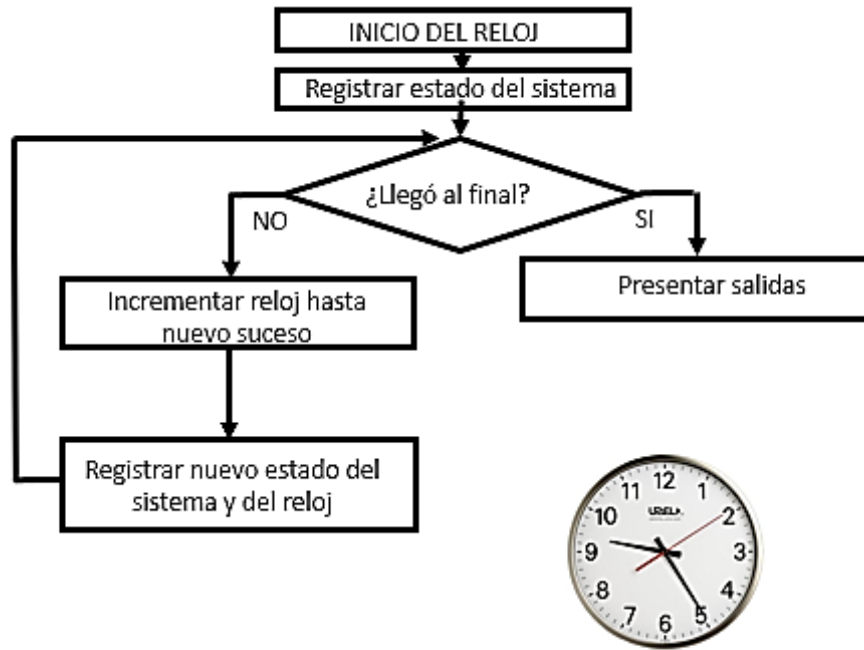 INICIO DEL RELOJ
Registrar estado del sistema
¿Llegó al final?
NO
SI
Incrementar reloj hasta
nuevo suceso
Presentar salidas
Registrar nuevo estado del
sistema y del reloj
12
1
2
3
4
5
6
7
8
9
10
11